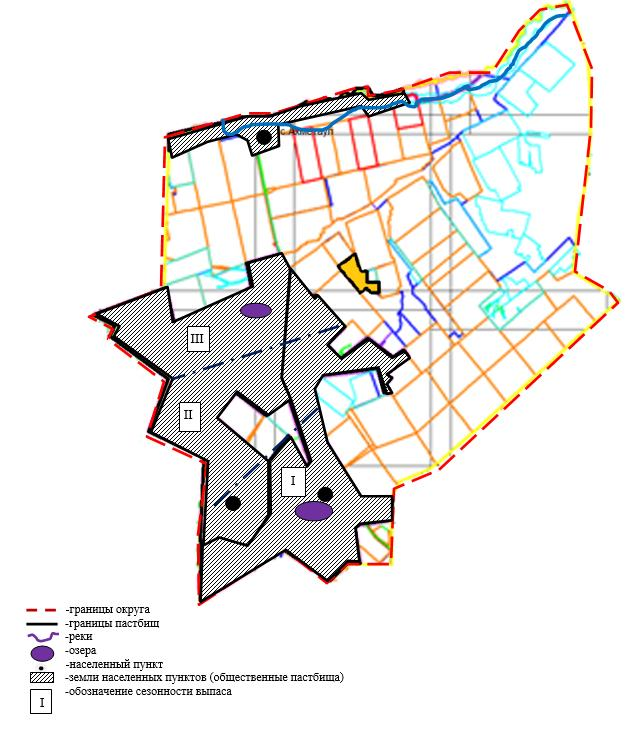 с. Ахметаул
III
II
I
-границы округа
-границы пастбищ
-реки
-озера
-населенный пункт
-земли населенных пунктов (общественные пастбища)
I
-обозначение сезонности выпаса